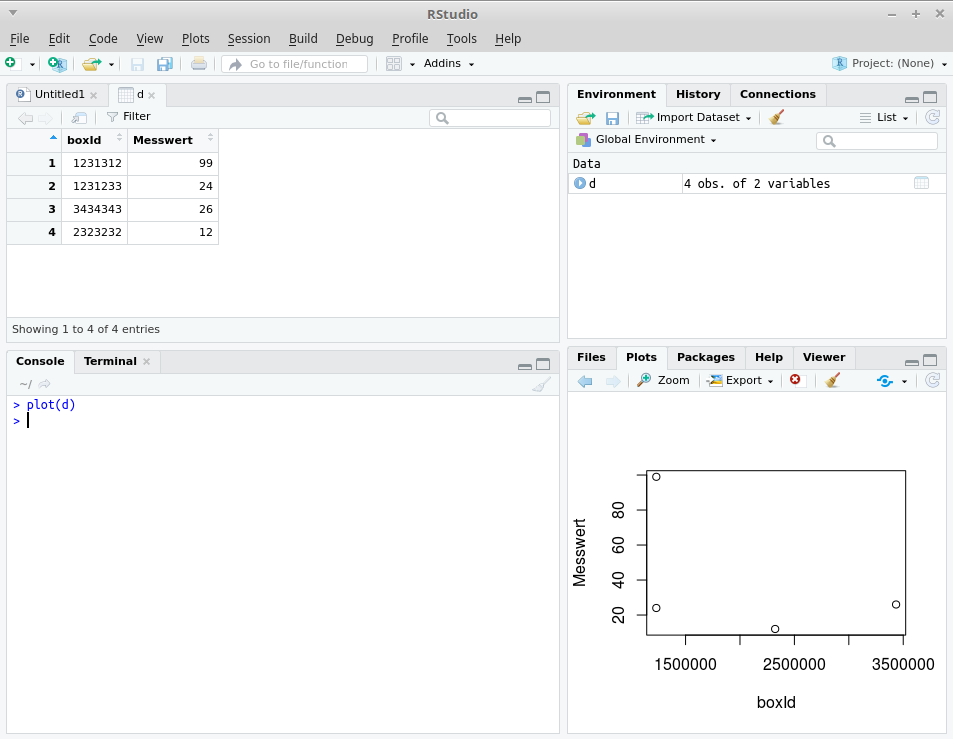 RStudio
File Edit Code View Plots Session Build Debug Profile Tools Help
Go to file/function Addins Project: (None)
Untitled1 d
Filter
boxId Messwert
1 1231312 99
2 1231233 24
3 3434343 26
4 2323232 12
Showing 1 to 4 of 4 entries
Console Terminal
~/
> plot(d)
>
Environment History Connections
Import Dataset List
Global Environment
Data
d 4 obs. of 2 variables
Files Plots Packages Help Viewer
Zoom Export
80
60
40
20
Messwert
1500000 2500000 3500000
boxId